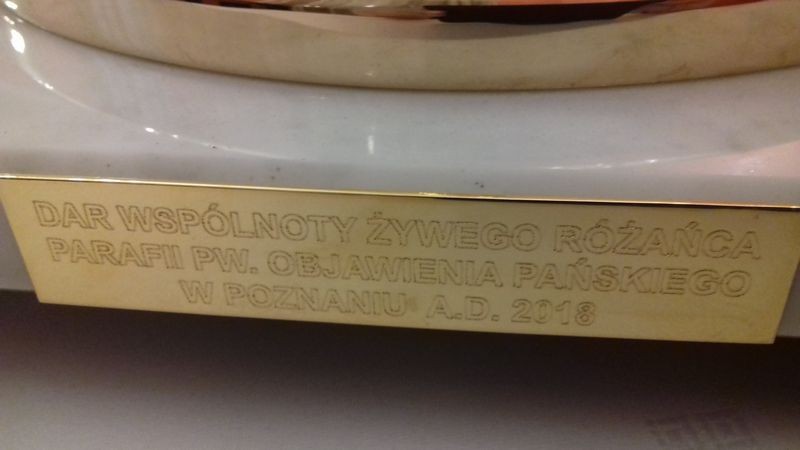 DAR WSPÓLNOTY ŻYWEGO RÓŻAŃCA
PARAFII PW. OBJAWIENIA PAŃSKIEGO
W POZNANIU A.D. 2018